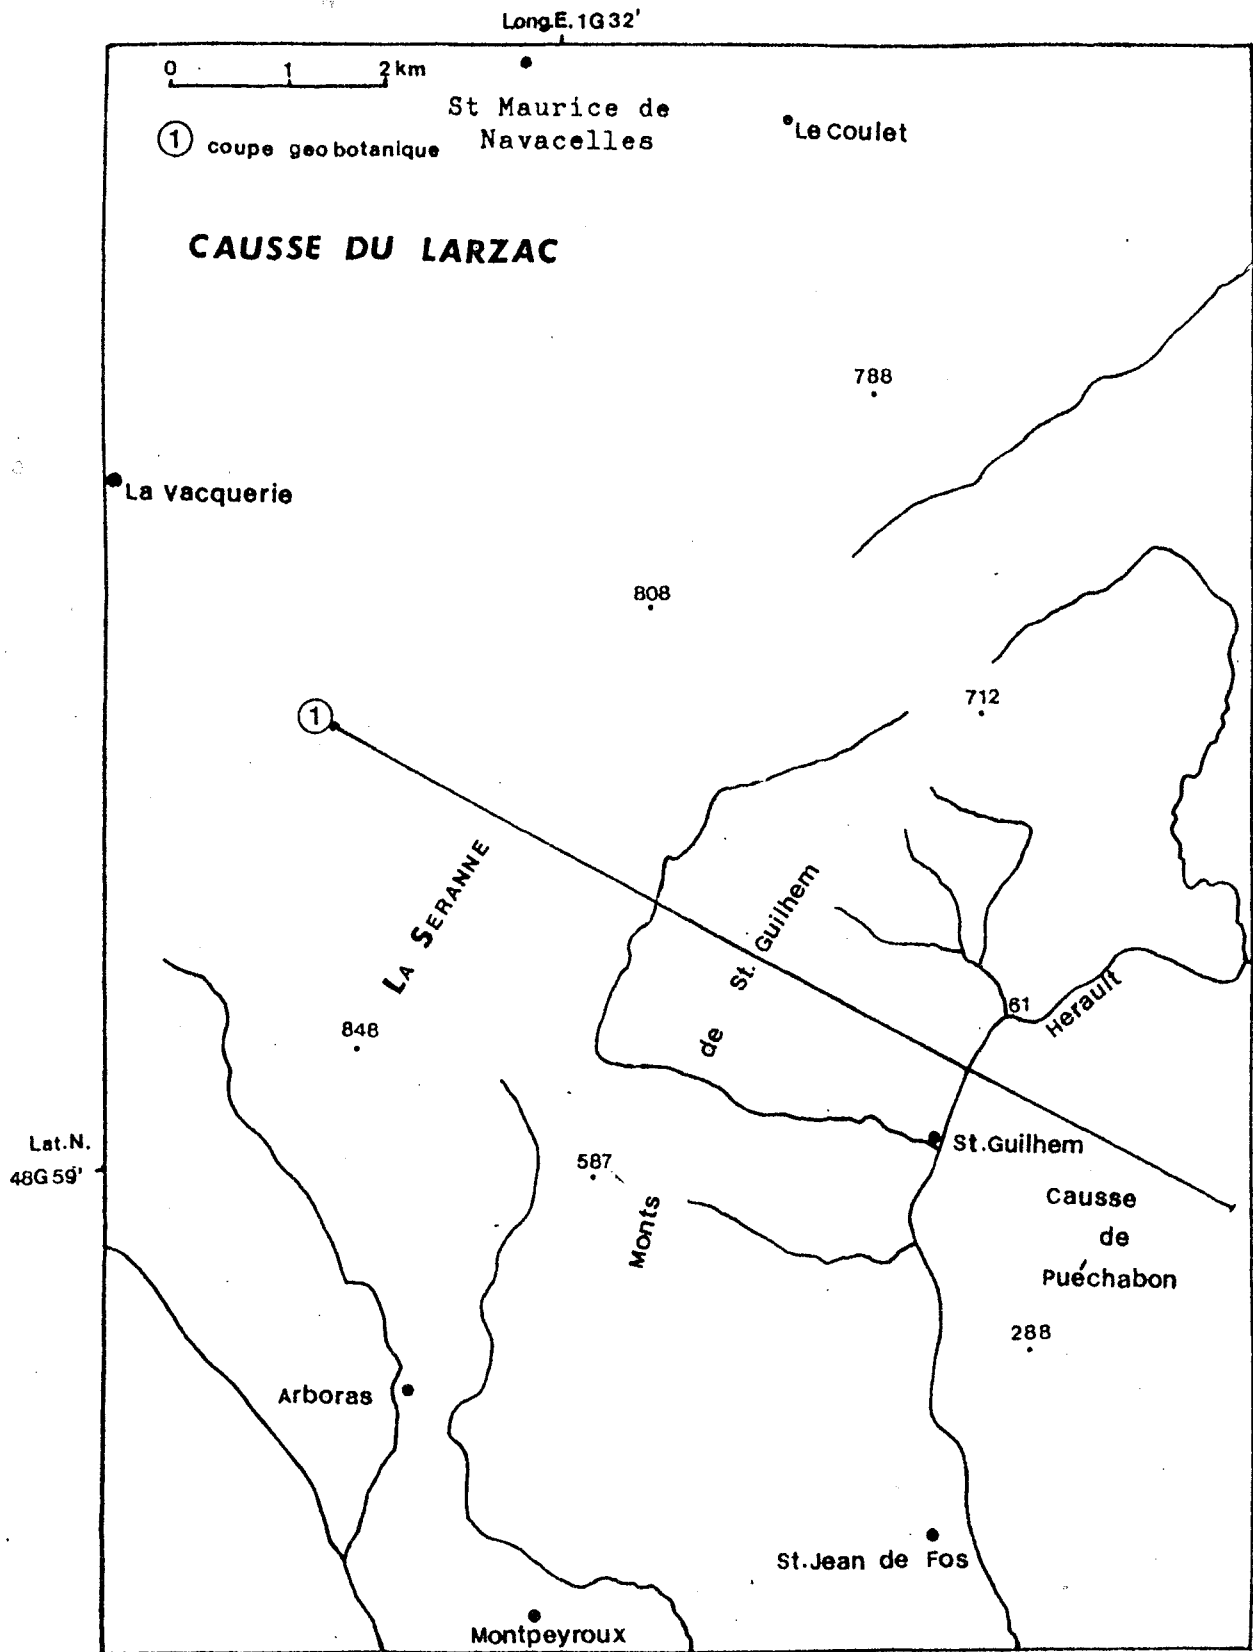 Long.E. 1G 32'
0 1 2 km
St Maurice de
Navacelles
Le Coulet
1 coupe geobotanique
CAUSSE DU LARZAC
788
La Vacquerie
808
712
1
LA SERANNE
St. Guilhem
de
Monts
61
Herault
848
Lat.N.
48G 59'
St.Guilhem
587
Causse
de
Puéchabon
288
Arboras
St.Jean de Fos
Montpeyroux